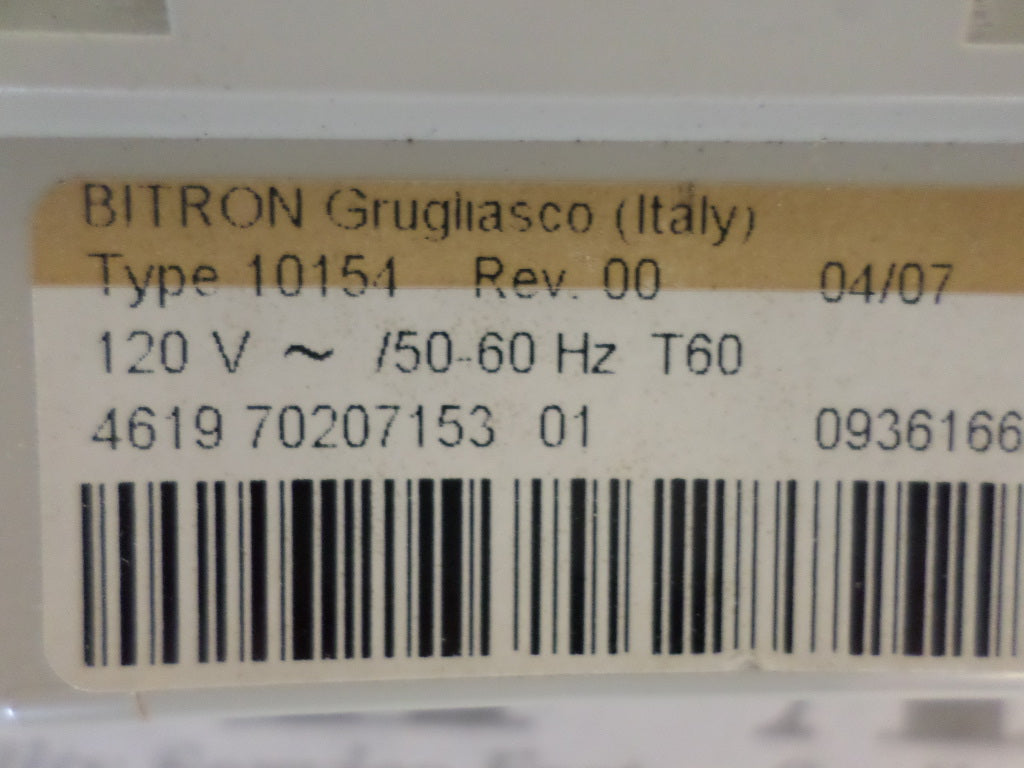 BITRON Grugliasco (Italy)
Type 10154 Rev. 00 04/07
120 V ~ /50-60 Hz T60
4619 70207153 01 0936166